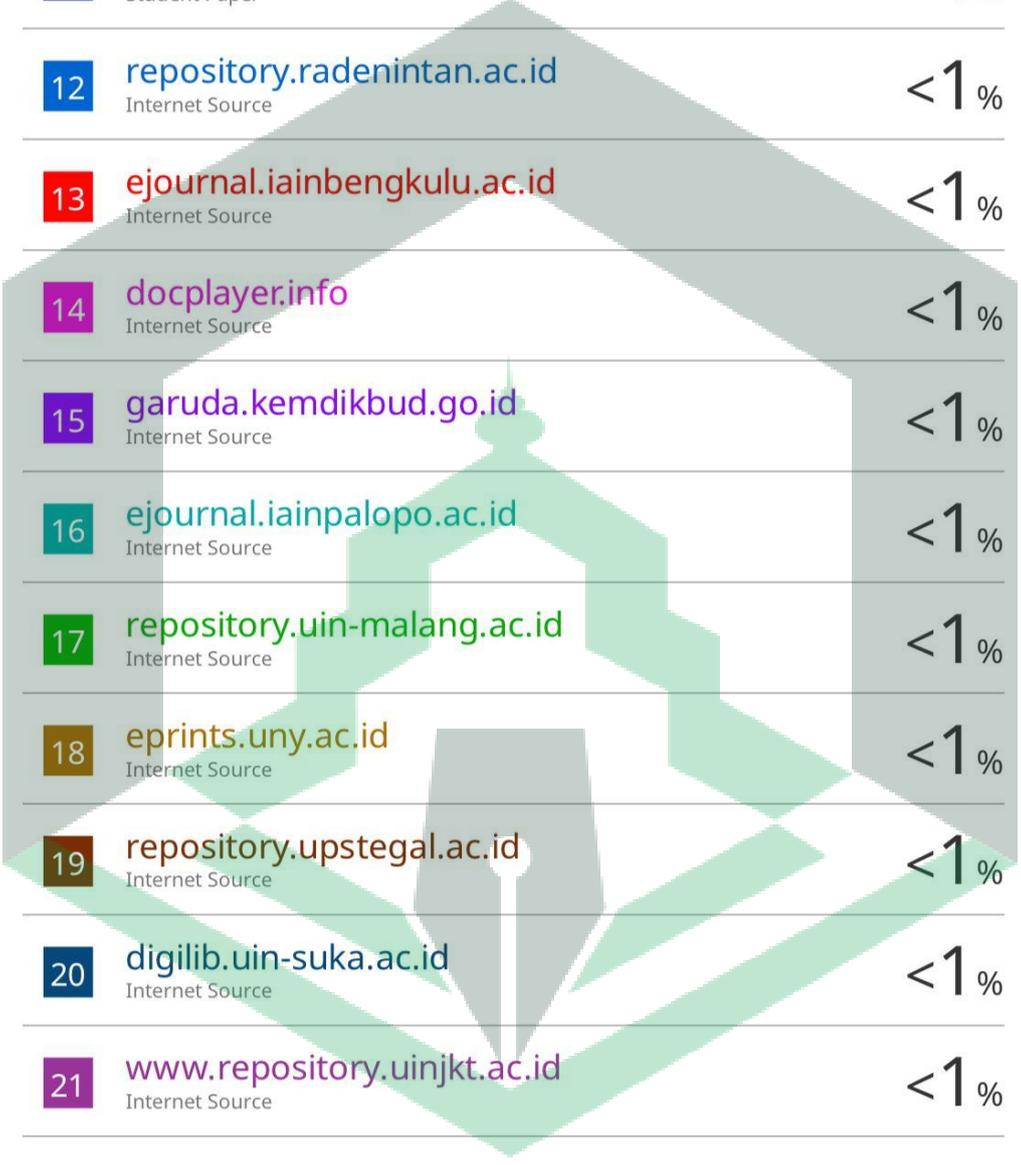 12 repository.radenintan.ac.id <1%
Internet Source
13 ejournal.iainbengkulu.ac.id <1%
Internet Source
14 docplayer.info <1%
Internet Source
15 garuda.kemdikbud.go.id <1%
Internet Source
16 ejournal.iainpalopo.ac.id <1%
Internet Source
17 repository.uin-malang.ac.id <1%
Internet Source
18 eprints.uny.ac.id <1%
Internet Source
19 repository.upstegal.ac.id <1%
Internet Source
20 digilib.uin-suka.ac.id <1%
Internet Source
21 www.repository.uinjkt.ac.id <1%
Internet Source